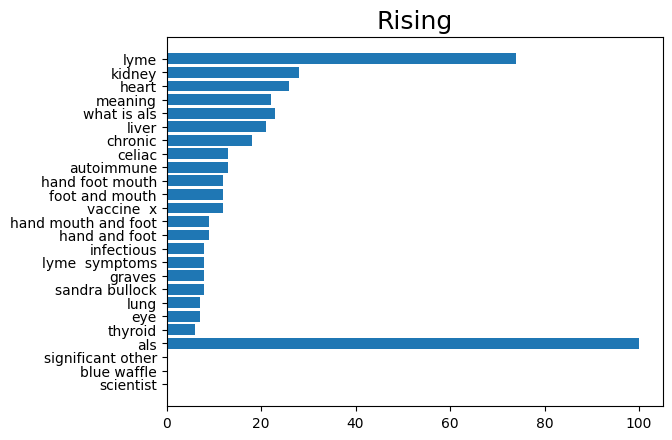 Rising
lyme
kidney
heart
meaning
what is als
liver
chronic
celiac
autoimmune
hand foot mouth
foot and mouth
vaccine  x
hand mouth and foot
hand and foot
infectious
lyme  symptoms
graves
sandra bullock
lung
eye
thyroid
als
significant other
blue waffle
scientist
0 20 40 60 80 100